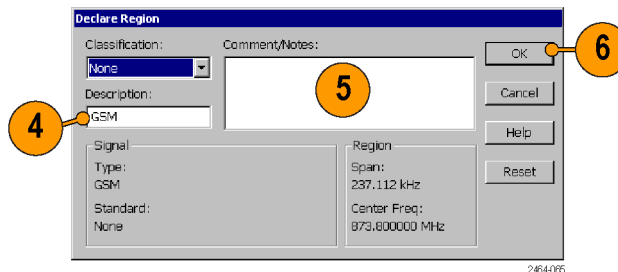 Declare Region
Classification:
None
Description:
GSM
Comment/Notes:
OK
Cancel
Help
Reset
Signal
Type:
GSM
Standard:
None
Region
Span:
237.112 kHz
Center Freq:
873.800000 MHz
4
5
6
2464-065